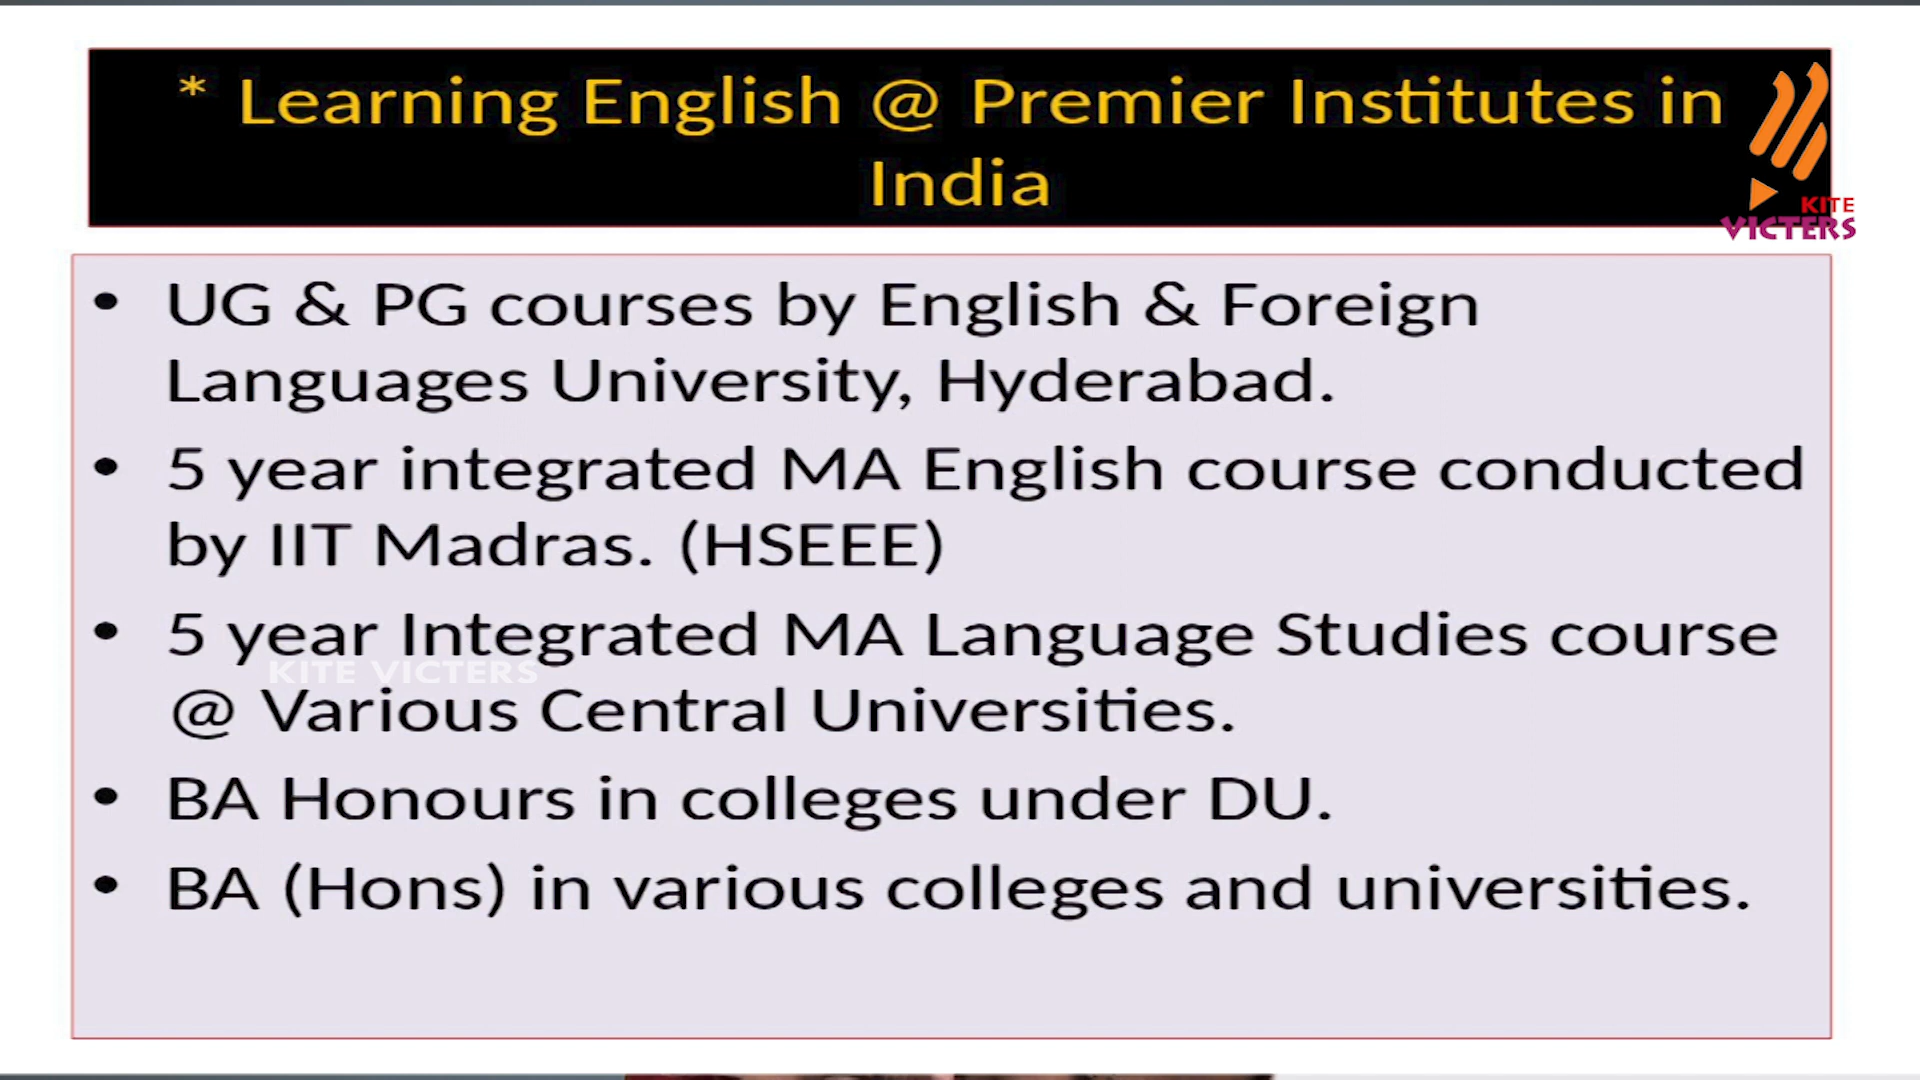 * Learning English @ Premier Institutes in
India
KITE
VICTERS
• UG & PG courses by English & Foreign
Languages University, Hyderabad.
• 5 year integrated MA English course conducted
by IIT Madras. (HSEEE)
• 5 year Integrated MA Language Studies course
KITE VICTERS
@ Various Central Universities.
• BA Honours in colleges under DU.
• BA (Hons) in various colleges and universities.